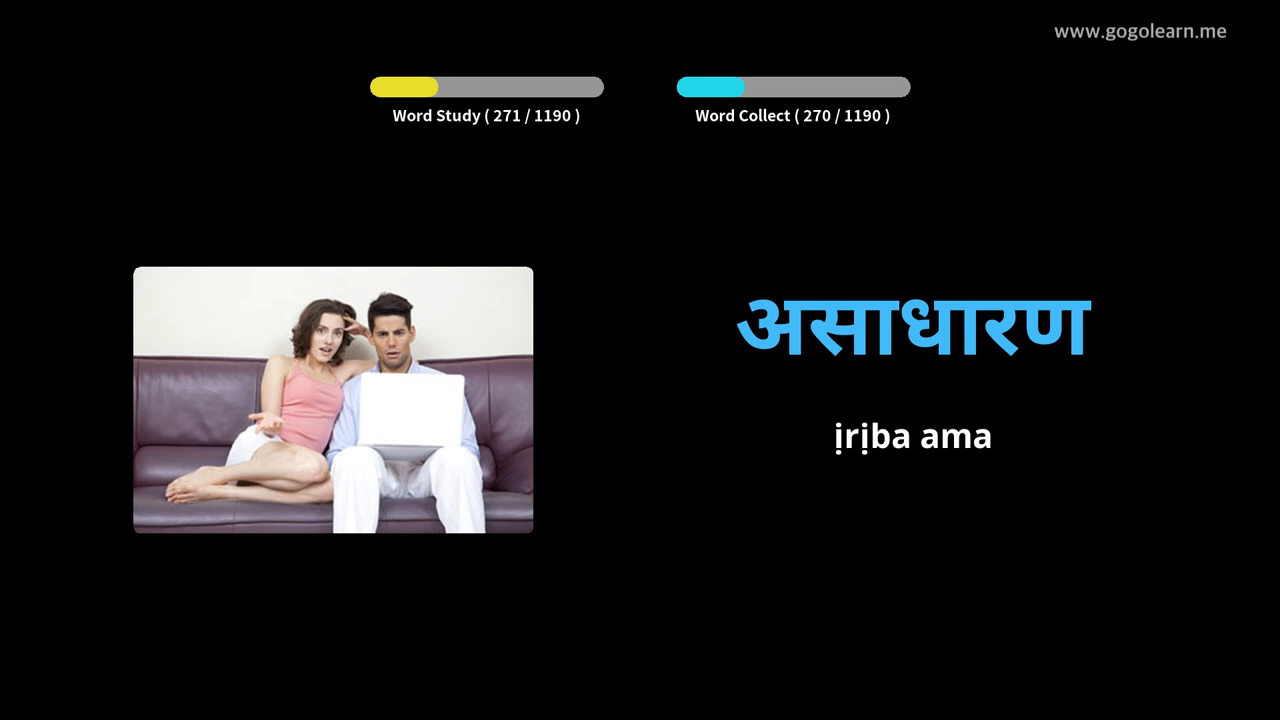 www.gogolearn.me
Word Study ( 271 / 1190 )
Word Collect ( 270 / 1190 )
असाधारण
ịrịba ama